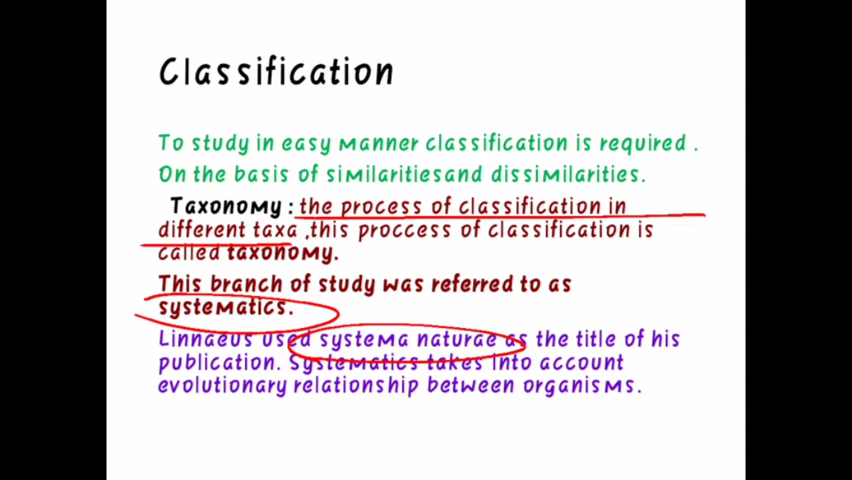 Classification
To study in easy manner classification is required .
On the basis of similaritiesand dissimilarities.
Taxonomy : the process of classification in
different taxa ,this proccess of classification is
called taxonomy.
This branch of study was referred to as
systematics.
Linnaeus used systema naturae as the title of his
publication. Systematics takes into account
evolutionary relationship between organisms.